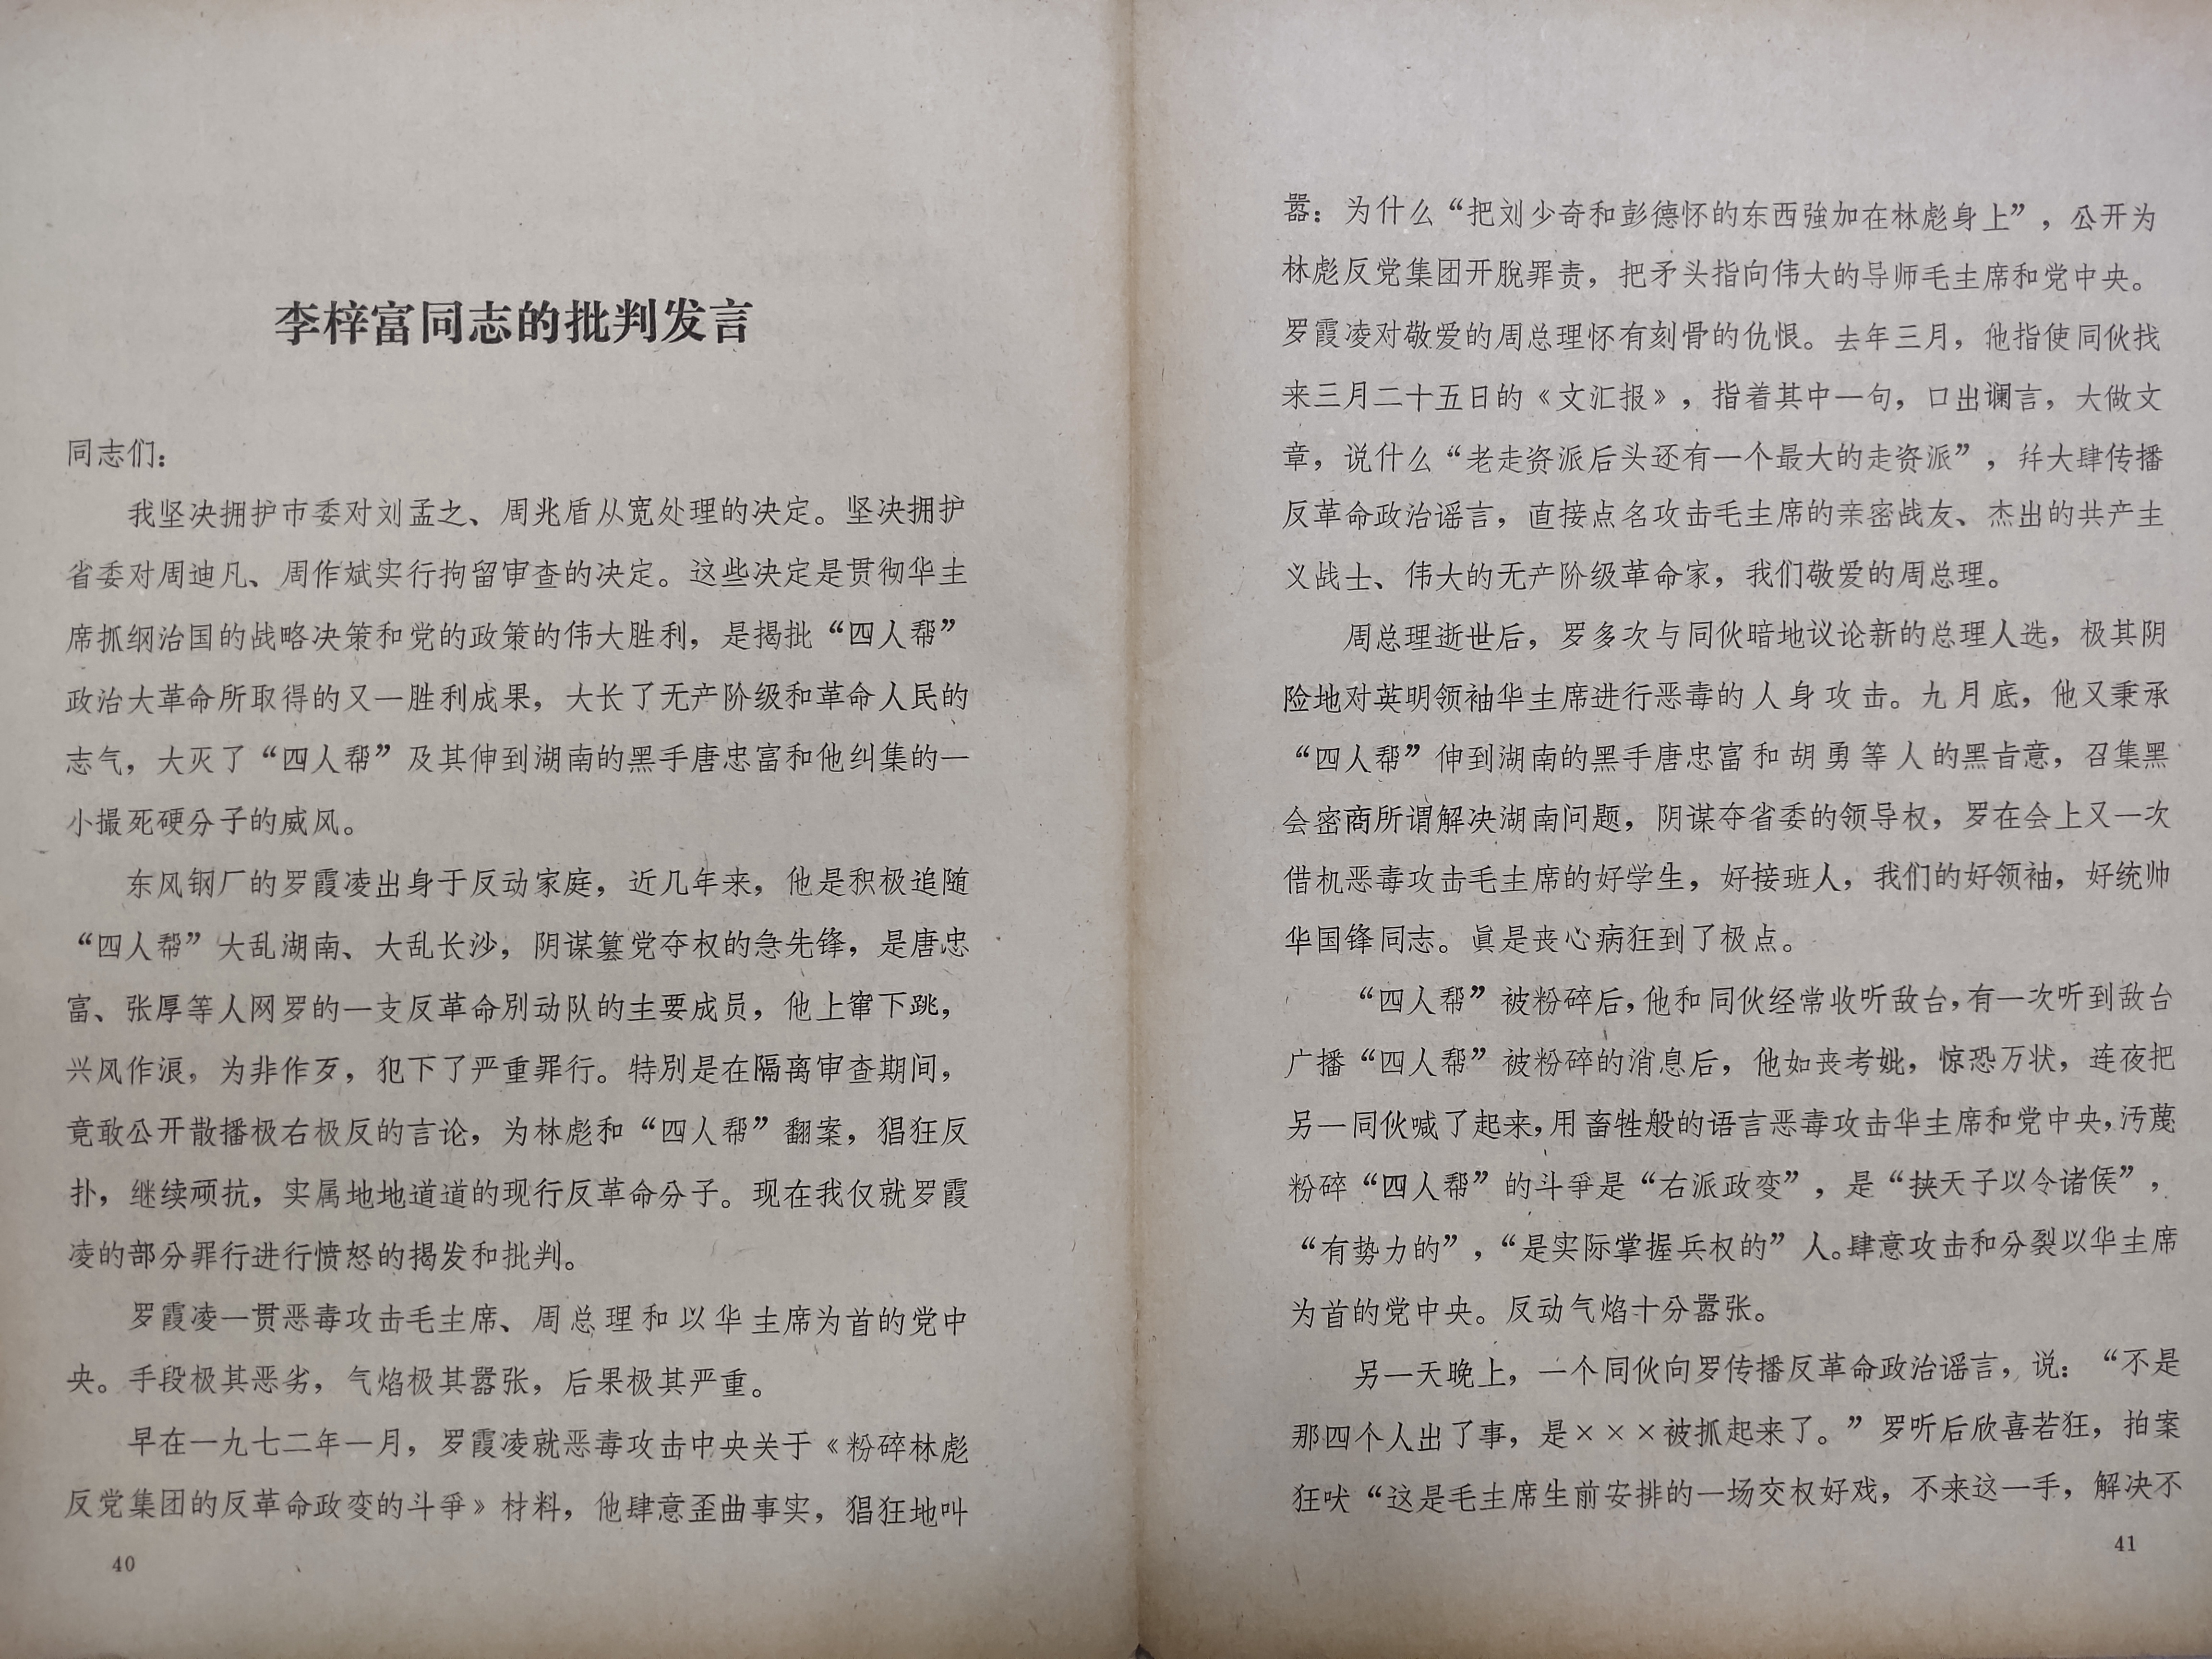 李梓富同志的批判发言
同志们：
我坚决拥护市委对刘孟之、周兆盾从宽处理的决定。坚决拥护
省委对周迪凡、周作斌实行拘留审查的决定。这些决定是贯彻华主
席抓纲治国的战略决策和党的政策的伟大胜利，是揭批“四人帮”
政治大革命所取得的又一胜利成果，大长了无产阶级和革命人民的
志气，大灭了“四人帮”及其伸到湖南的黑手唐忠富和他纠集的一
小撮死硬分子的威风。
东风钢厂的罗霞凌出身于反动家庭，近几年来，他是积极追随
“四人帮”大乱湖南、大乱长沙，阴谋篡党夺权的急先锋，是唐忠
富、张厚等人网罗的一支反革命别动队的主要成员，他上窜下跳，
兴风作浪，为非作歹，犯下了严重罪行。特别是在隔离审查期间，
竟敢公开散播极右极反的言论，为林彪和“四人帮”翻案，猖狂反
扑，继续顽抗，实属地地道道的现行反革命分子。现在我仅就罗霞
凌的部分罪行进行愤怒的揭发和批判。
罗霞凌一贯恶毒攻击毛主席、周总理和以华主席为首的党中
央。手段极其恶劣，气焰极其嚣张，后果极其严重。
早在一九七二年一月，罗霞凌就恶毒攻击中央关于《粉碎林彪
反党集团的反革命政变的斗爭》材料，他肆意歪曲事实，猖狂地叫
40
嚣：为什么“把刘少奇和彭德怀的东西強加在林彪身上”，公开为
林彪反党集团开脫罪责，把矛头指向伟大的导师毛主席和党中央。
罗霞凌对敬爱的周总理怀有刻骨的仇恨。去年三月，他指使同伙找
来三月二十五日的《文汇报》，指着其中一句，口出谰言，大做文
章，说什么“老走资派后头还有一个最大的走资派”，幷大肆传播
反革命政治谣言，直接点名攻击毛主席的亲密战友、杰出的共产主
义战士、伟大的无产阶级革命家，我们敬爱的周总理。
周总理逝世后，罗多次与同伙暗地议论新的总理人选，极其阴
险地对英明领袖华主席进行恶毒的人身攻击。九月底，他又秉承
“四人帮”伸到湖南的黑手唐忠富和胡勇等人的黑旨意，召集黑
会密商所谓解决湖南问题，阴谋夺省委的领导权，罗在会上又一次
借机恶毒攻击毛主席的好学生，好接班人，我们的好领袖，好统帅
华国锋同志。眞是丧心病狂到了极点。
“四人帮”被粉碎后，他和同伙经常收听敌台，有一次听到敌台
广播“四人帮”被粉碎的消息后，他如丧考妣，惊恐万状，连夜把
另一同伙喊了起来，用畜牲般的语言恶毒攻击华主席和党中央，污蔑
粉碎“四人帮”的斗爭是“右派政变”，是“挟天子以令诸侯”，
“有势力的”，“是实际掌握兵权的”人。肆意攻击和分裂以华主席
为首的党中央。反动气焰十分嚣张。
另一天晚上，一个同伙向罗传播反革命政治谣言，说：“不是
那四个人出了事，是×××被抓起来了。”罗听后欣喜若狂，拍案
狂吠“这是毛主席生前安排的一场交权好戏，不来这一手，解决不
41